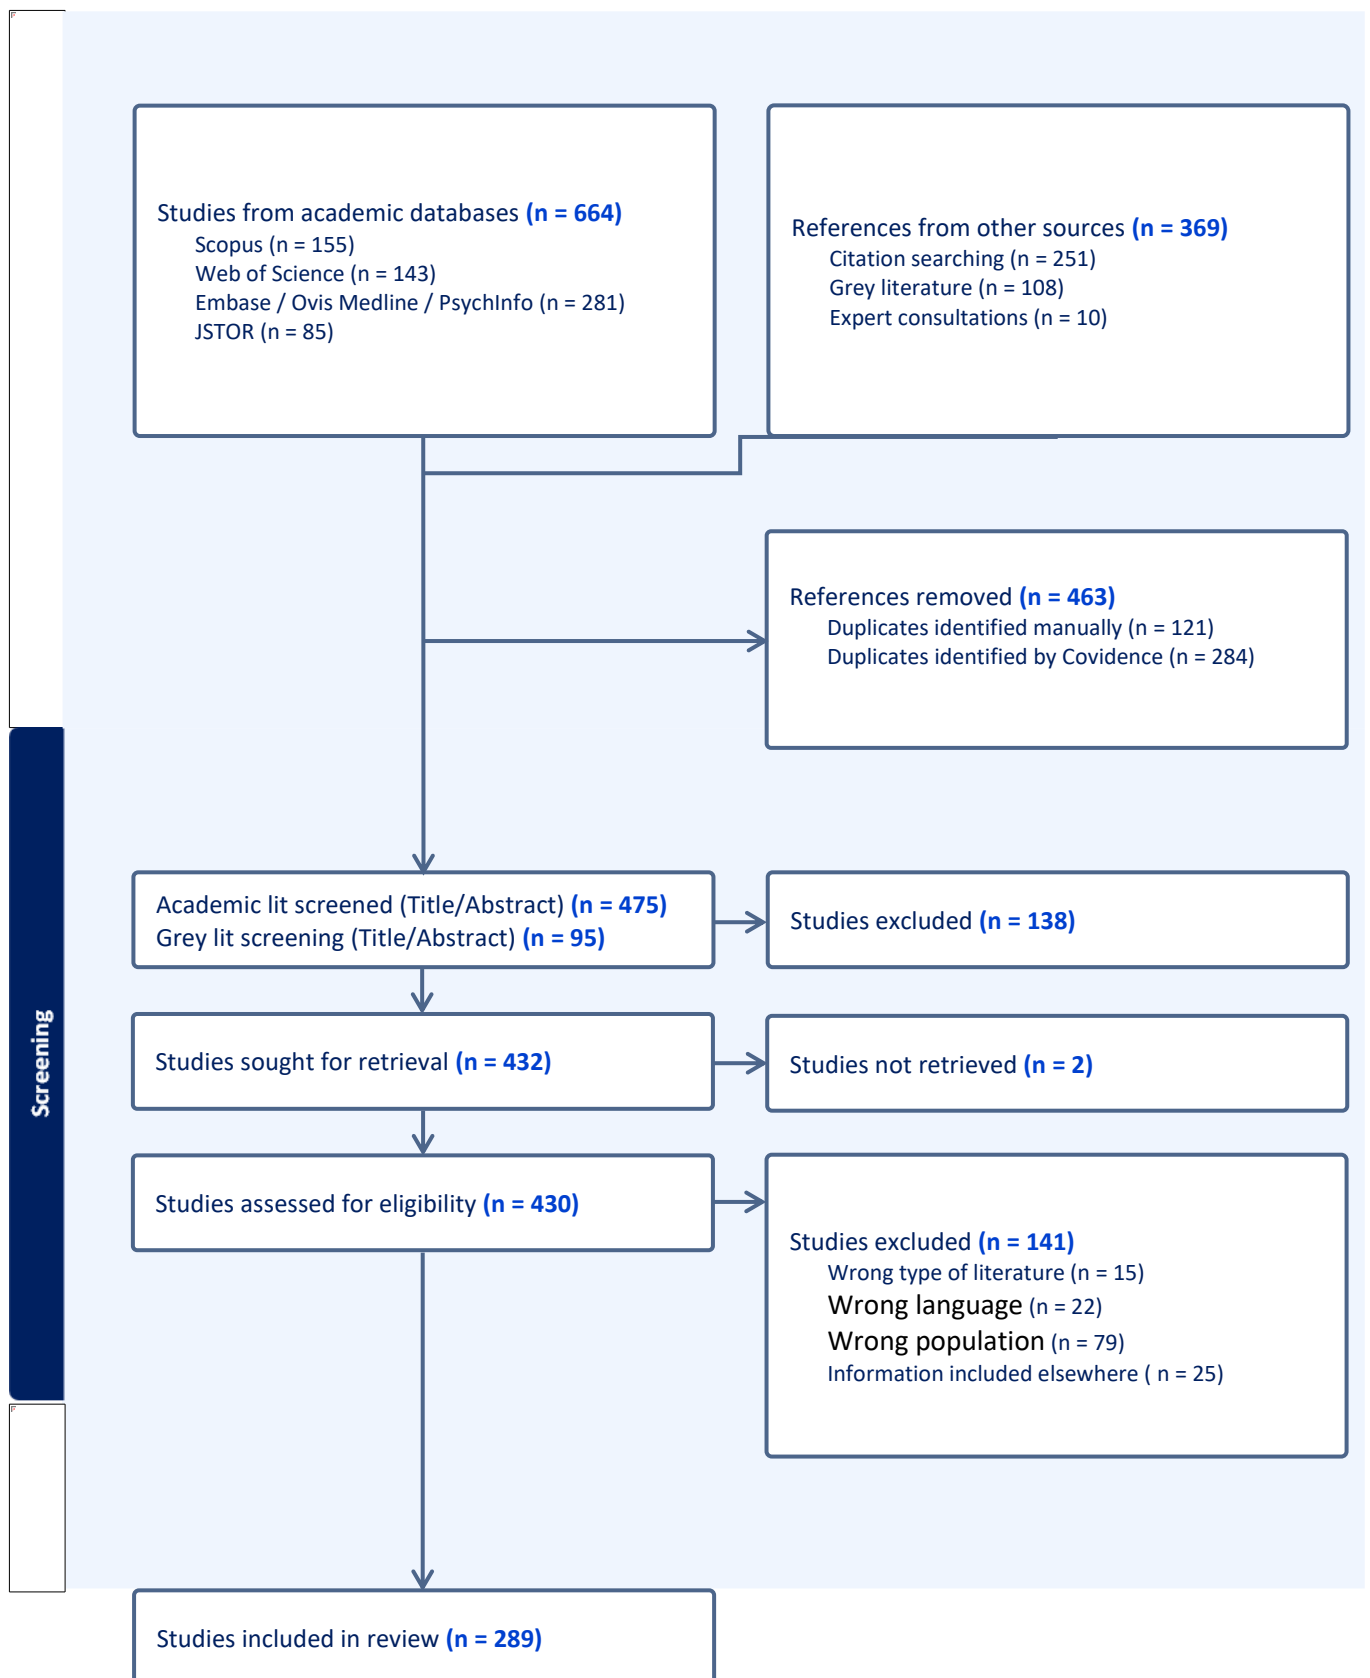 Studies from academic databases (n = 664)
Scopus (n = 155)
Web of Science (n = 143)
Embase / Ovis Medline / PsychInfo (n = 281)
JSTOR (n = 85)
References from other sources (n = 369)
Citation searching (n = 251)
Grey literature (n = 108)
Expert consultations (n = 10)
References removed (n = 463)
Duplicates identified manually (n = 121)
Duplicates identified by Covidence (n = 284)
Screening
Academic lit screened (Title/Abstract) (n = 475)
Grey lit screening (Title/Abstract) (n = 95)
Studies excluded (n = 138)
Studies sought for retrieval (n = 432)
Studies not retrieved (n = 2)
Studies assessed for eligibility (n = 430)
Studies excluded (n = 141)
Wrong type of literature (n = 15)
Wrong language (n = 22)
Wrong population (n = 79)
Information included elsewhere ( n = 25)
Studies included in review (n = 289)